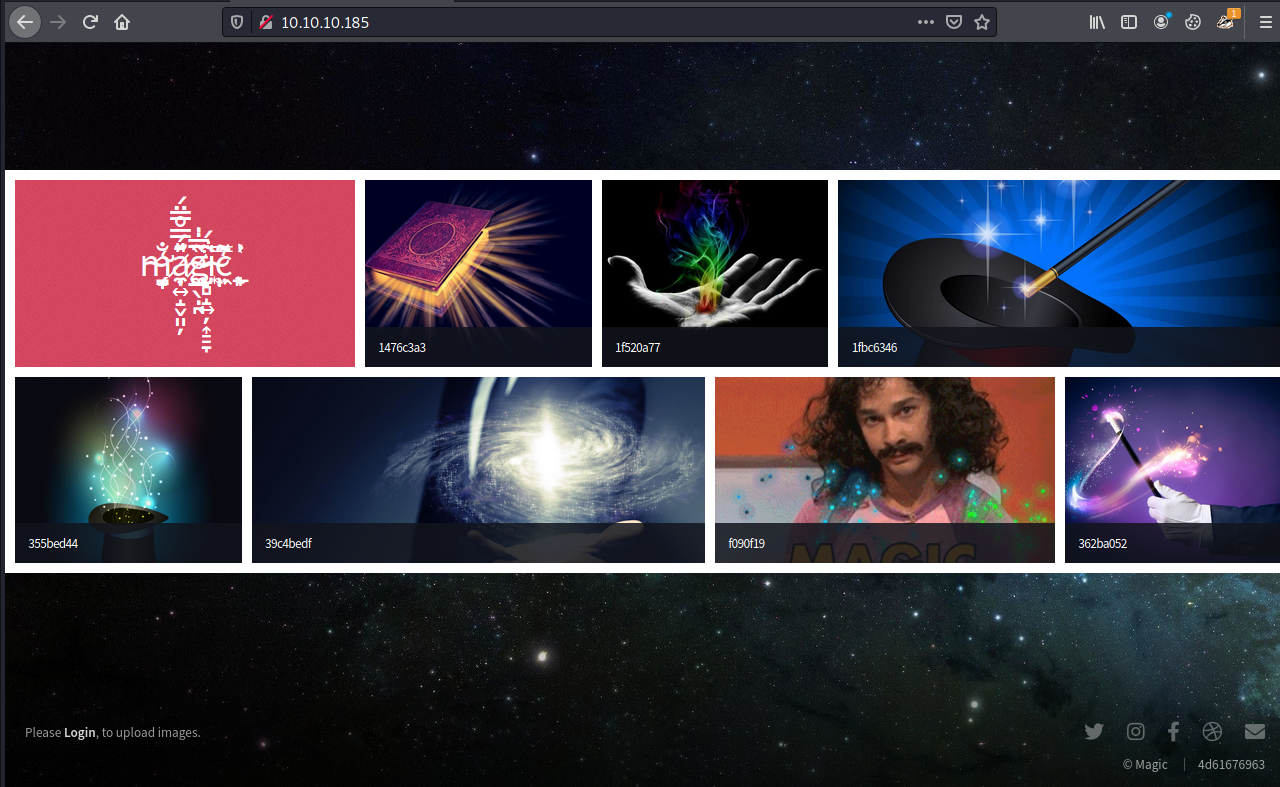 10.10.10.185
1
magic
1476c3a3
1f520a77
1fbc6346
355bed44
39c4bedf
f090f19
362ba052
MAGIC
Please Login, to upload images.
© Magic | 4d61676963